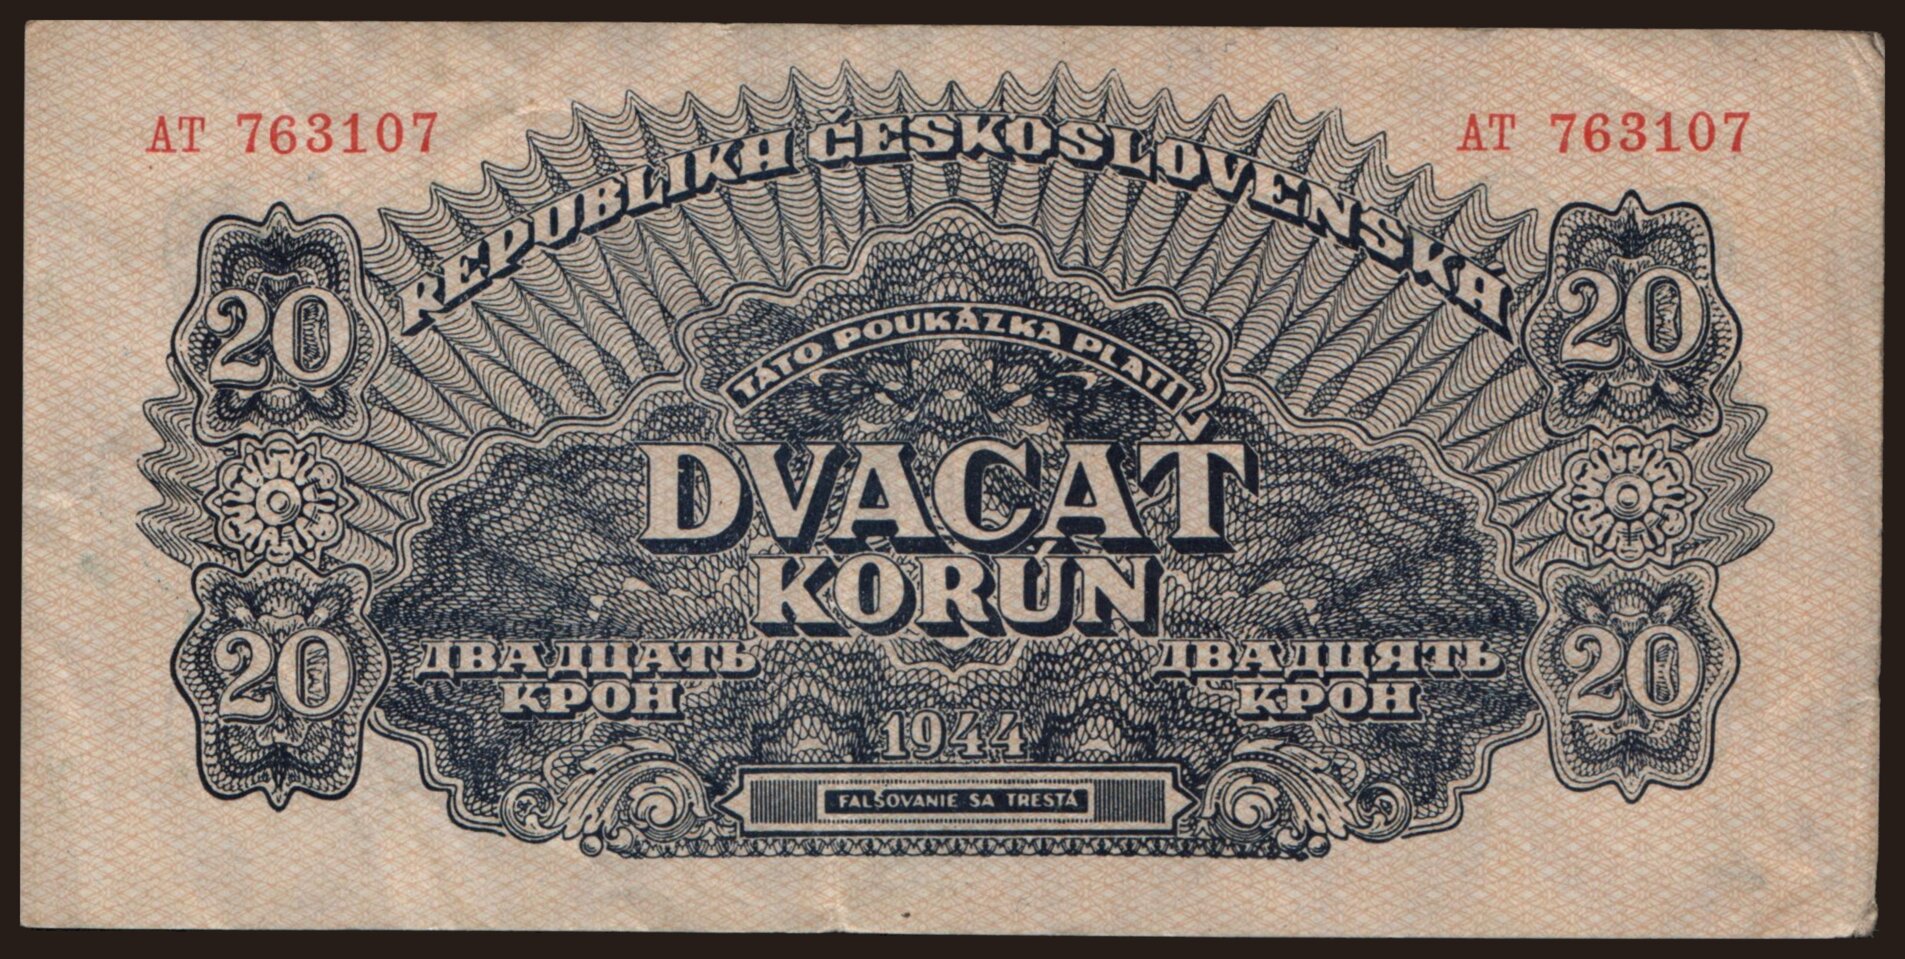 AT 763107
AT 763107
REPUBLIKA ČESKOSLOVENSKÁ
20
20
TÁTO POUKÁZKA PLATÍ
DVACAŤ
KORÚN
20
20
ДВАДЦАТЬ
КРОН
ДВАДЦЯТЬ
КРОН
1944
FALŠOVANIE SA TRESTÁ